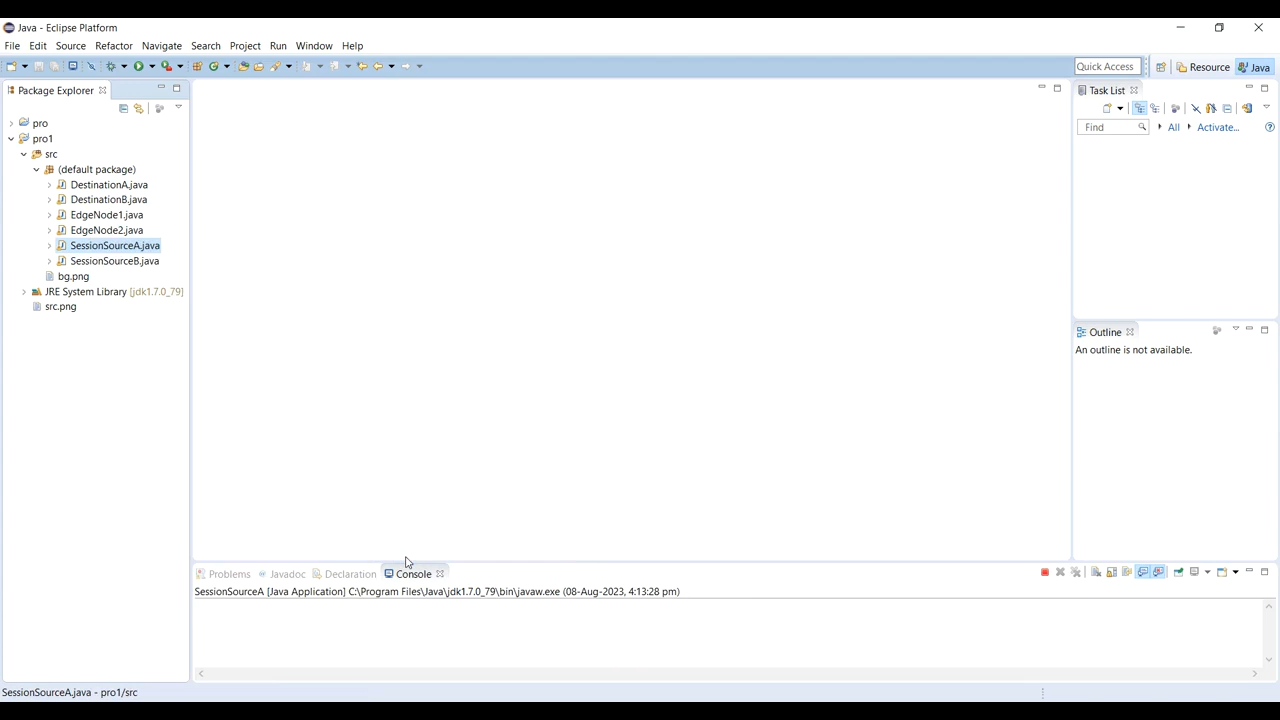 Java - Eclipse Platform
File Edit Source Refactor Navigate Search Project Run Window Help
Quick Access
Resource
Java
Package Explorer
pro
pro1
src
(default package)
DestinationA.java
DestinationB.java
EdgeNode1.java
EdgeNode2.java
SessionSourceA.java
SessionSourceB.java
bg.png
JRE System Library [jdk1.7.0_79]
src.png
Task List
Find
All
Activate...
Outline
An outline is not available.
Problems Javadoc Declaration Console
SessionSourceA [Java Application] C:\Program Files\Java\jdk1.7.0_79\bin\javaw.exe (08-Aug-2023, 4:13:28 pm)
SessionSourceA.java - pro1/src